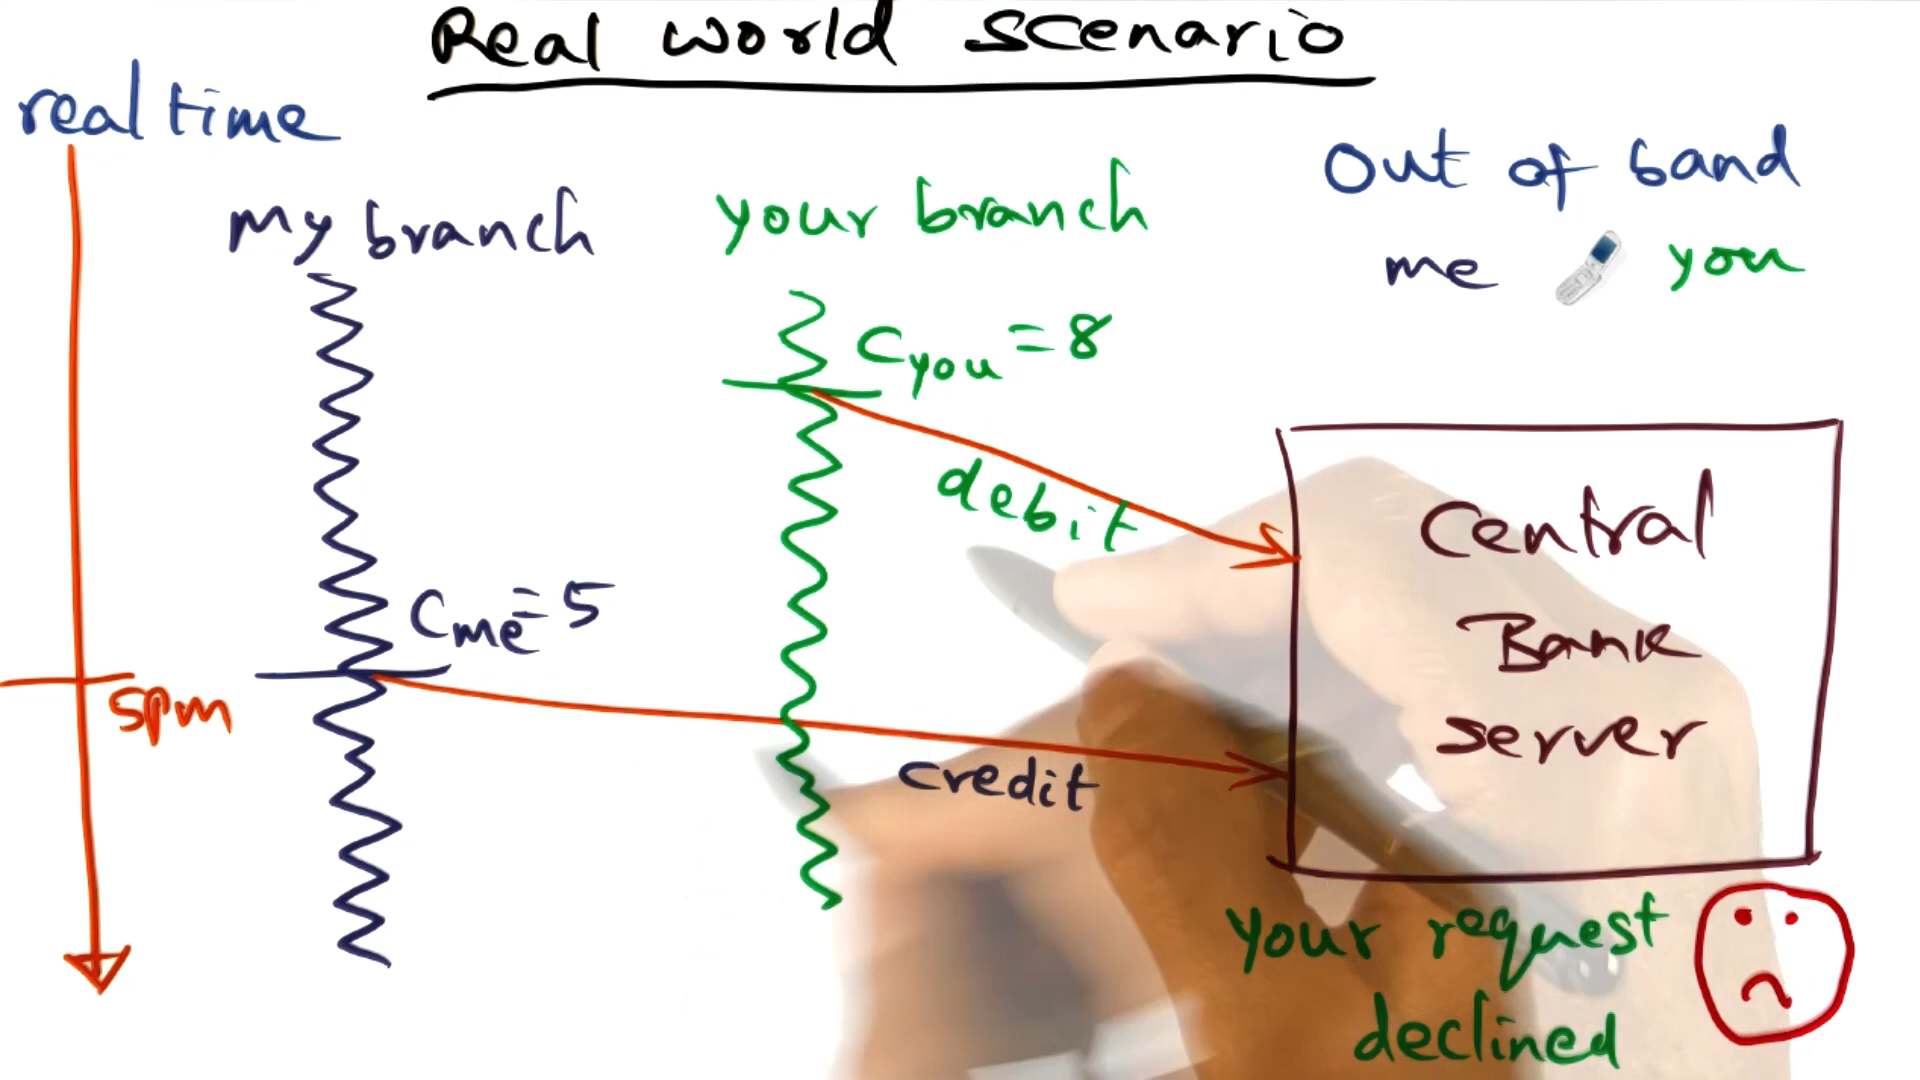 Real world scenario
real time
Out of band
my branch
your branch
me you
Cyou = 8
debit
Central
Bank
server
Cme = 5
5pm
credit
your request
declined